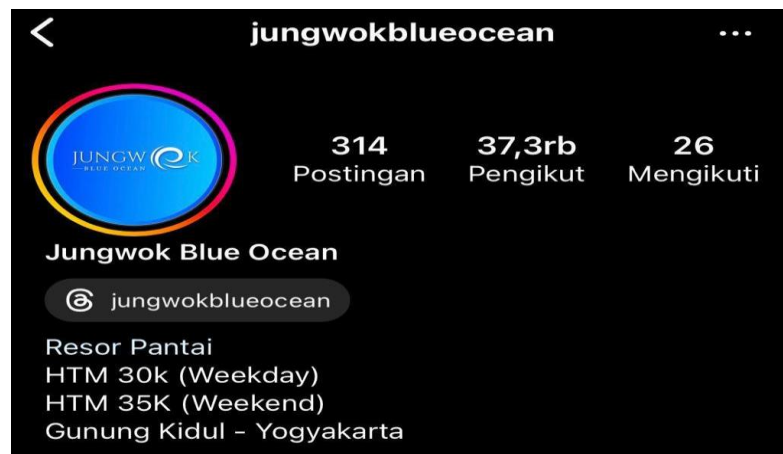 jungwokblueocean
JUNGWOK
BLUE OCEAN
314 37,3rb 26
Postingan Pengikut Mengikuti
Jungwok Blue Ocean
jungwokblueocean
Resor Pantai
HTM 30k (Weekday)
HTM 35K (Weekend)
Gunung Kidul - Yogyakarta